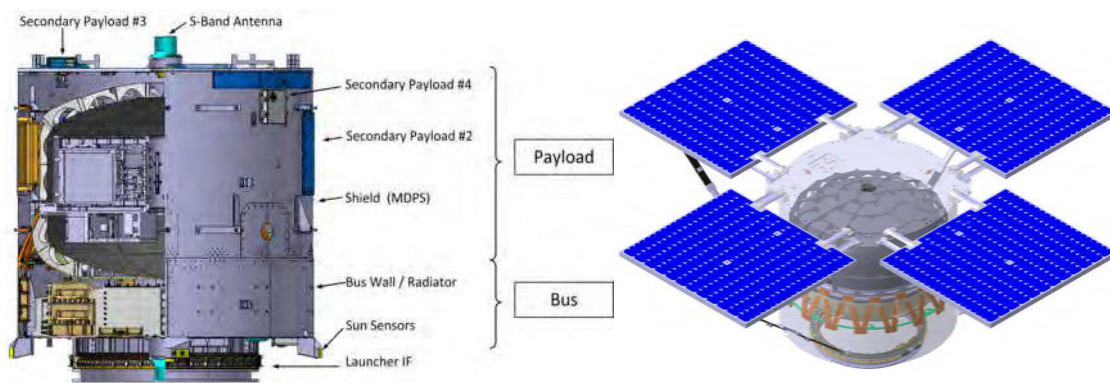 Secondary Payload #3
S-Band Antenna
Secondary Payload #4
Secondary Payload #2
Payload
Shield (MDPS)
Bus Wall / Radiator
Bus
Sun Sensors
Launcher IF